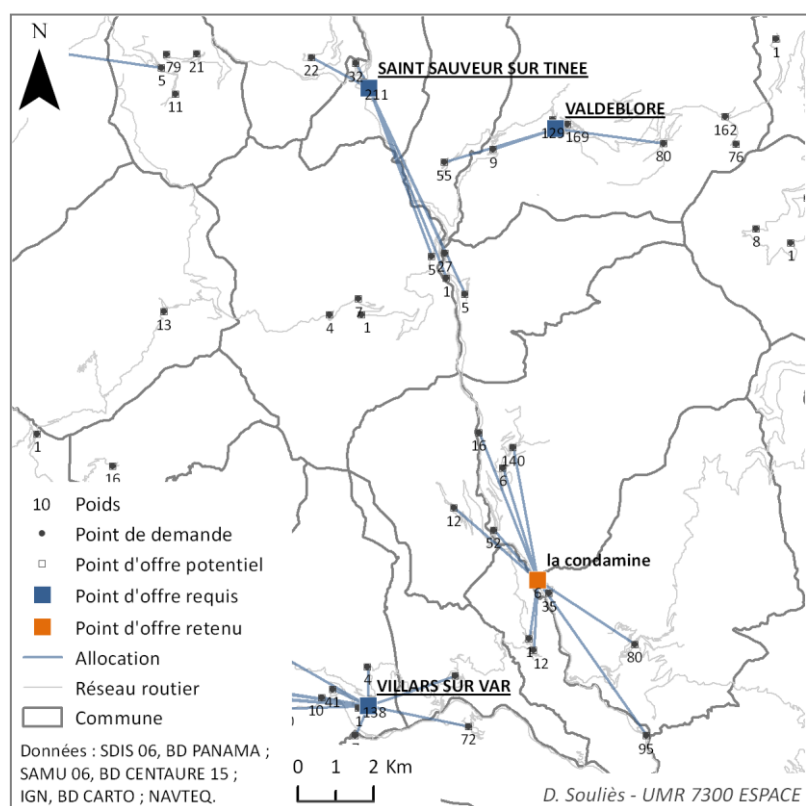 N
79 21
5
11
22
32
SAINT SAUVEUR SUR TINEE
211
VALDEBLORE
129 169
162
76
80
9
55
1
8
1
5
27
1
5
13
7
4
1
1
16
16
140
6
12
52
la condamine
6
35
1
12
80
95
4
VILLARS SUR VAR
41
10
1
138
72
10 Poids
Point de demande
Point d'offre potentiel
Point d'offre requis
Point d'offre retenu
Allocation
Réseau routier
Commune
Données : SDIS 06, BD PANAMA ;
SAMU 06, BD CENTAURE 15 ;
IGN, BD CARTO ; NAVTEQ.
0 1 2 Km
D. Souliès - UMR 7300 ESPACE